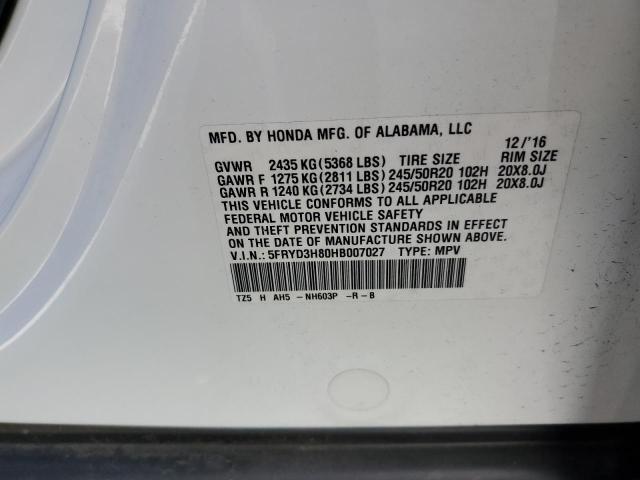 MFD. BY HONDA MFG. OF ALABAMA, LLC 12/'16
GVWR 2435 KG(5368 LBS) TIRE SIZE RIM SIZE
GAWR F 1275 KG(2811 LBS) 245/50R20 102H 20X8.0J
GAWR R 1240 KG(2734 LBS) 245/50R20 102H 20X8.0J
THIS VEHICLE CONFORMS TO ALL APPLICABLE
FEDERAL MOTOR VEHICLE SAFETY
AND THEFT PREVENTION STANDARDS IN EFFECT
ON DATE OF MANUFACTURE SHOWN ABOVE.
V.I.N.: 5FRYD3H80HB007027 TYPE: MPV
TZ5 H AH5 -NH603P -R-B